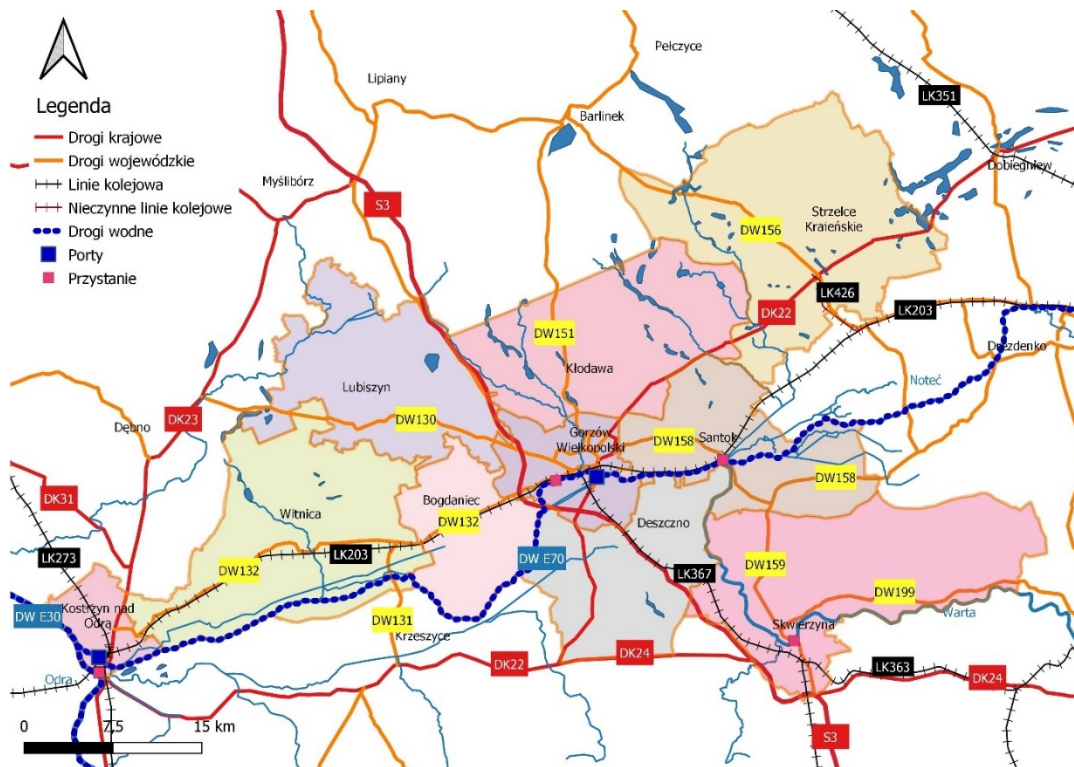 Legenda
Drogi krajowe
Drogi wojewódzkie
Linie kolejowa
Nieczynne linie kolejowe
Drogi wodne
Porty
Przystanie
Pełczyce
Lipiany
LK351
Barlinek
Dobiegniew
Myślibórz
S3
Strzelce
Kraieńskie
DW156
LK426
LK203
DK22
DW151
Drezdenko
Kłodawa
Lubiszyn
Noteć
DK23
DW130
Dębno
Gorzów
Wielkopolski
DW158
Santok
DW158
DK31
Bogdaniec
Witnica
DW132
Deszczno
LK273
LK203
DW E70
DW132
LK367
DW159
DW199
Kostrzyn nad
Odrą
DW E30
DW131
Krzeszyce
Skwierzyna
Warta
Odra
DK22
DK24
LK363
DK24
S3
0 7.5 15 km